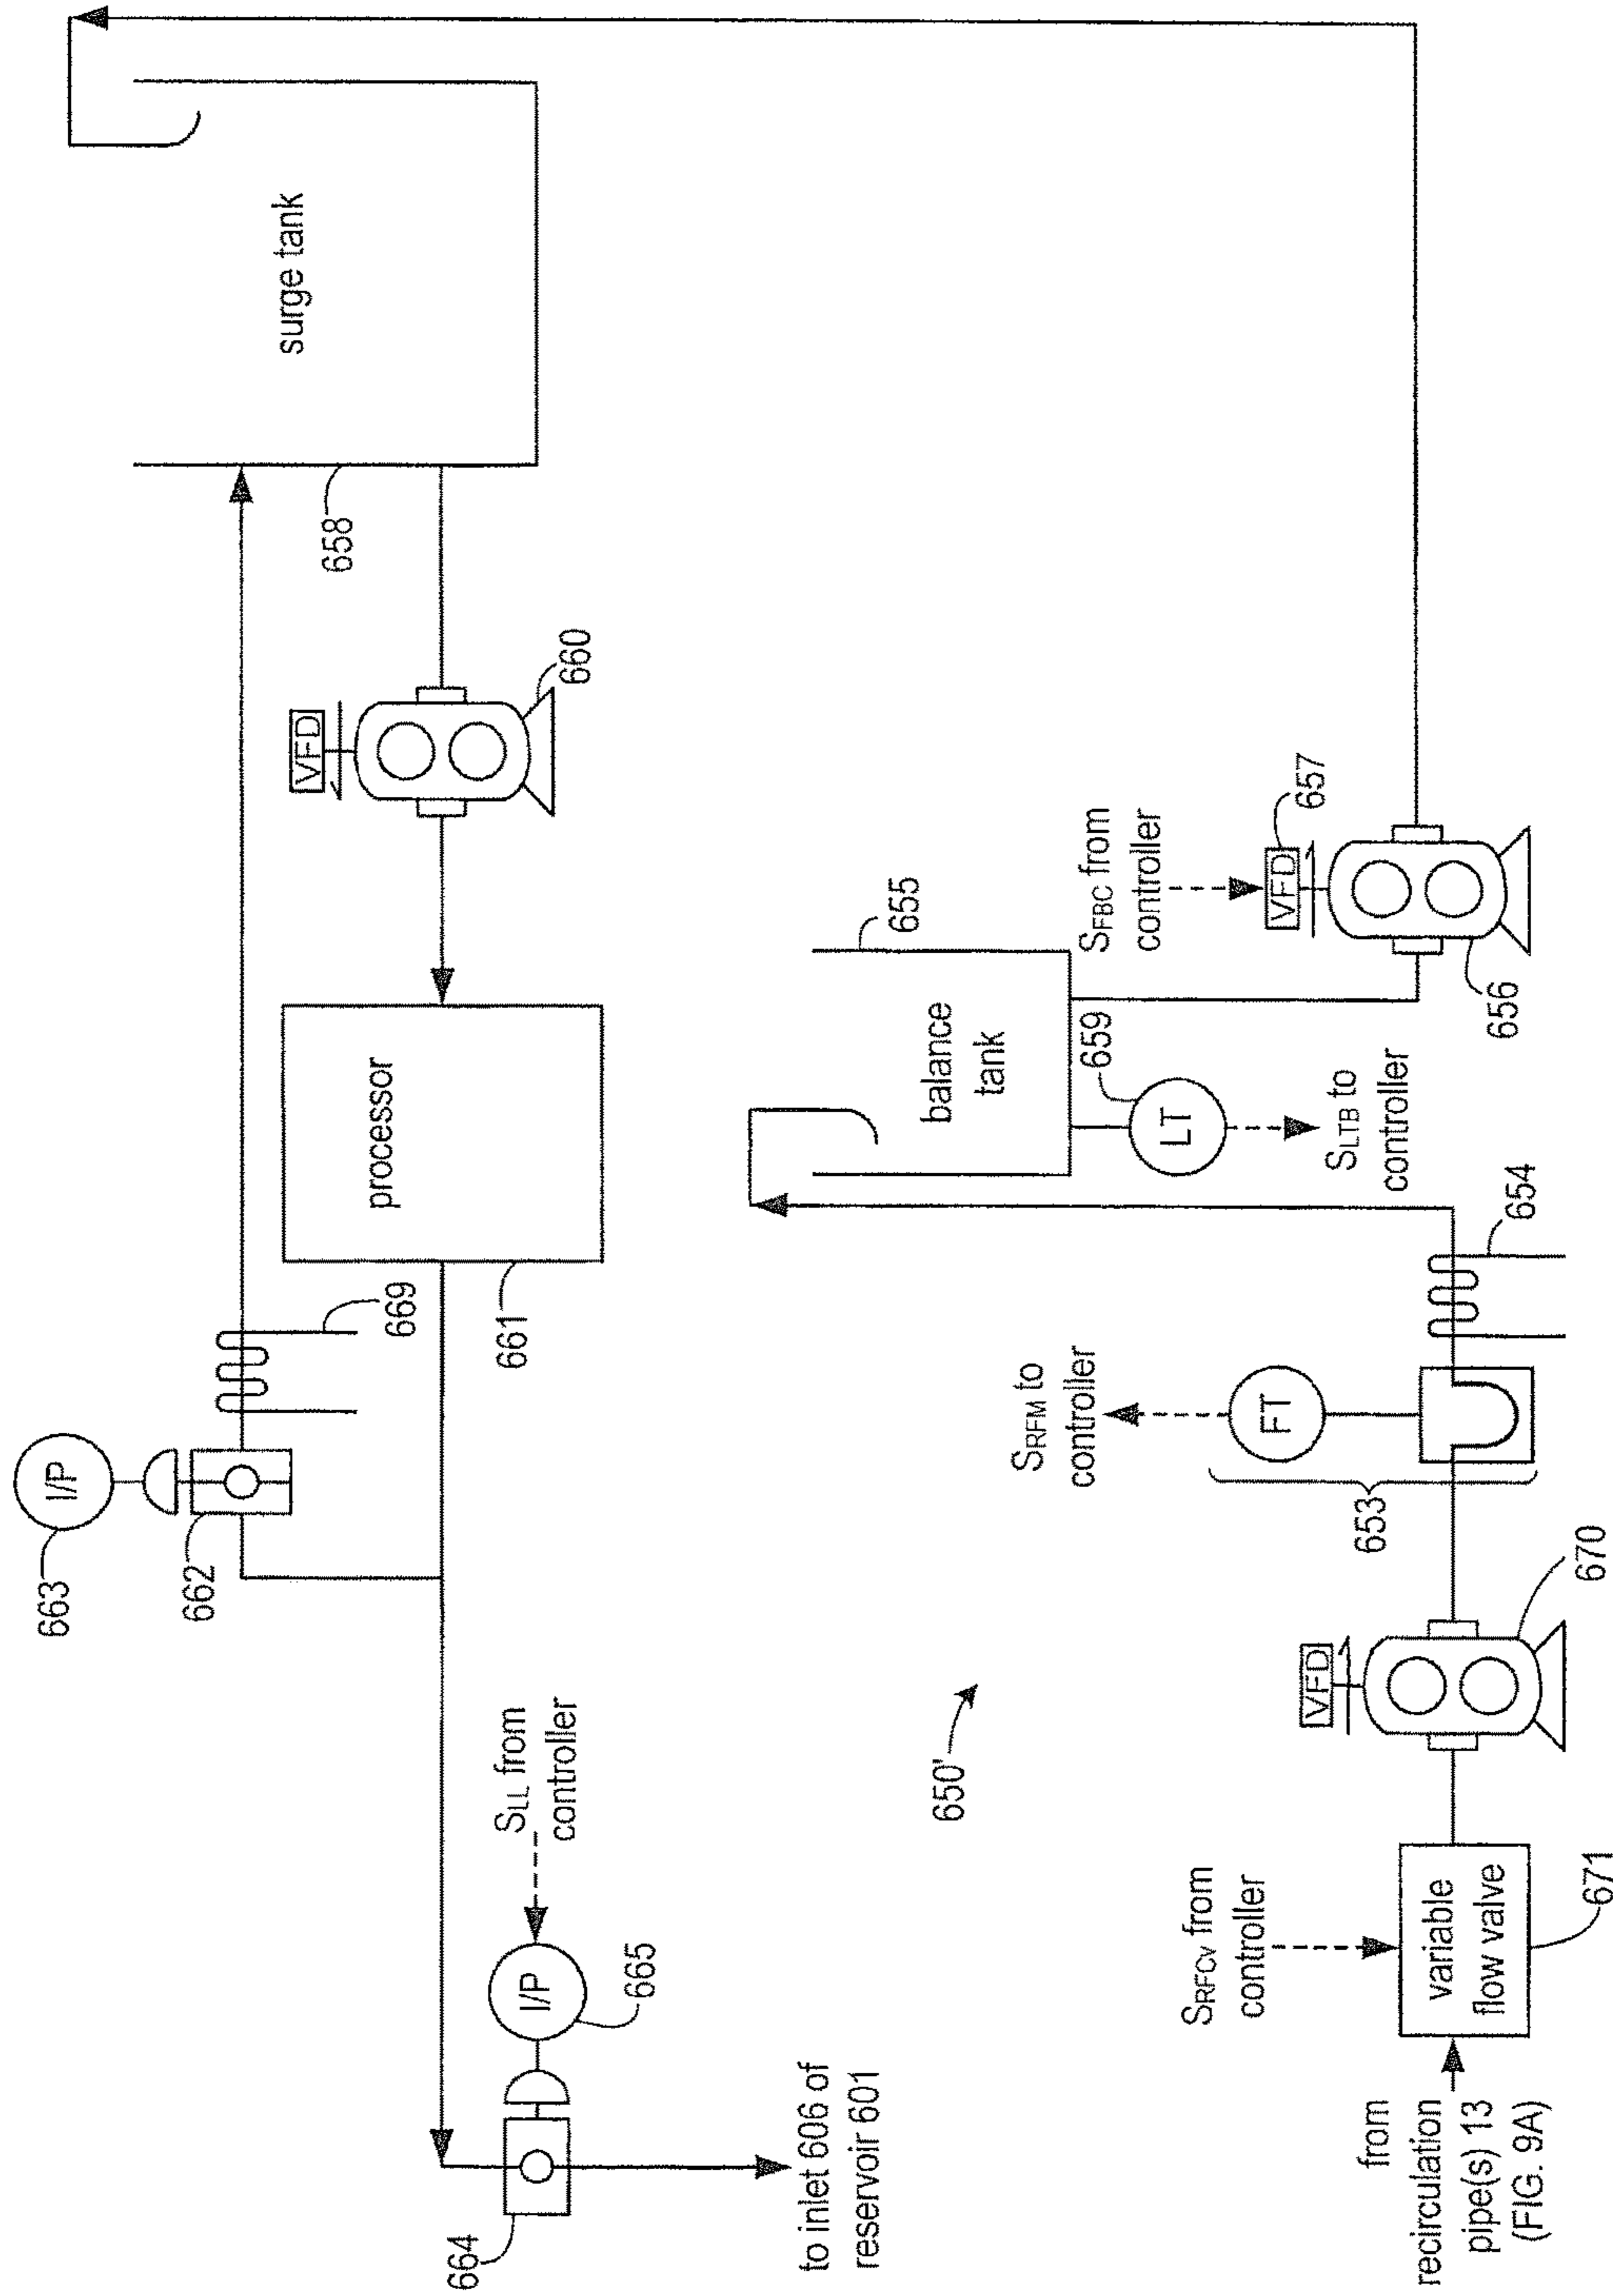 I/P
663
662
669
658
surge tank
VFD
660
processor
661
SLL from
controller
I/P
665
664
to inlet 606 of
reservoir 601
650'
655
balance
tank
659
LT
SLTB to
controller
SFBC from
controller
VFD
657
656
654
SRFM to
controller
FT
653
VFD
670
SRFCv from
controller
variable
flow valve
671
from
recirculation
pipe(s) 13
(FIG. 9A)